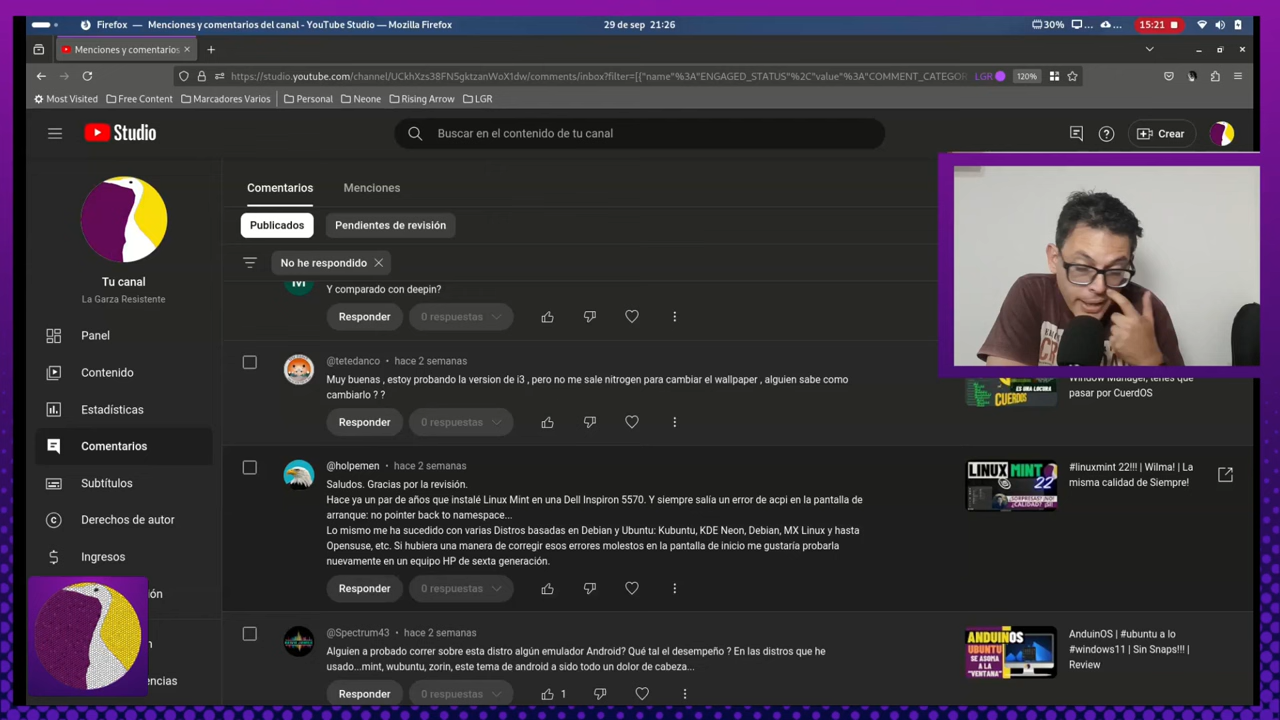 Firefox — Menciones y comentarios del canal - YouTube Studio — Mozilla Firefox
29 de sep 21:26
30%
15:21
Menciones y comentarios
https://studio.youtube.com/channel/UCkhXzs38FN5gktzanWoX1dw/comments/inbox?filter=[{"name"%3A"ENGAGED_STATUS"%2C"value"%3A"COMMENT_CATEGOR
LGR
120%
Most Visited
Free Content
Marcadores Varios
Personal
Neone
Rising Arrow
LGR
Studio
Buscar en el contenido de tu canal
Crear
Comentarios
Menciones
Publicados
Pendientes de revisión
No he respondido
Tu canal
La Garza Resistente
Panel
Contenido
Estadísticas
Comentarios
Subtítulos
Derechos de autor
Ingresos
Y comparado con deepin?
Responder
0 respuestas
@tetedanco • hace 2 semanas
Muy buenas , estoy probando la version de i3 , pero no me sale nitrogen para cambiar el wallpaper , alguien sabe como
cambiarlo ? ?
Responder
0 respuestas
ES UNA LOCURA
CUERDOS
Window Manager, tenes que
pasar por CuerdOS
@holpemen • hace 2 semanas
Saludos. Gracias por la revisión.
Hace ya un par de años que instalé Linux Mint en una Dell Inspiron 5570. Y siempre salía un error de acpi en la pantalla de
arranque: no pointer back to namespace...
Lo mismo me ha sucedido con varias Distros basadas en Debian y Ubuntu: Kubuntu, KDE Neon, Debian, MX Linux y hasta
Opensuse, etc. Si hubiera una manera de corregir esos errores molestos en la pantalla de inicio me gustaría probarla
nuevamente en un equipo HP de sexta generación.
Responder
0 respuestas
LINUX MINT
22
#linuxmint 22!!! | Wilma! | La
misma calidad de Siempre!
@Spectrum43 • hace 2 semanas
Alguien a probado correr sobre esta distro algún emulador Android? Qué tal el desempeño ? En las distros que he
usado...mint, wubuntu, zorin, este tema de android a sido todo un dolor de cabeza...
Responder
0 respuestas
1
ANDUINOS
UBUNTU
SE ASOMA
A LA
"VENTANA"
AnduinOS | #ubuntu a lo
#windows11 | Sin Snaps!!! |
Review